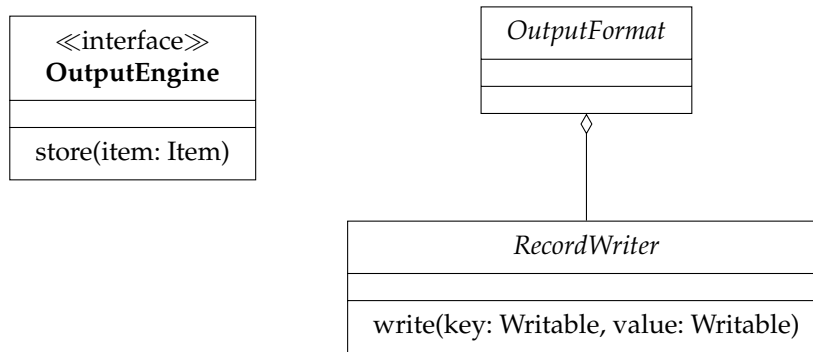 ≪interface≫
OutputEngine
store(item: Item)
OutputFormat
RecordWriter
write(key: Writable, value: Writable)